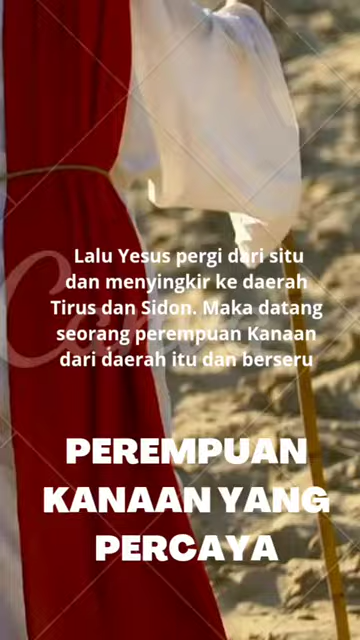 Lalu Yesus pergi dari situ
dan menyingkir ke daerah
Tirus dan Sidon. Maka datang
seorang perempuan Kanaan
dari daerah itu dan berseru
PEREMPUAN
KANAAN YANG
PERCAYA